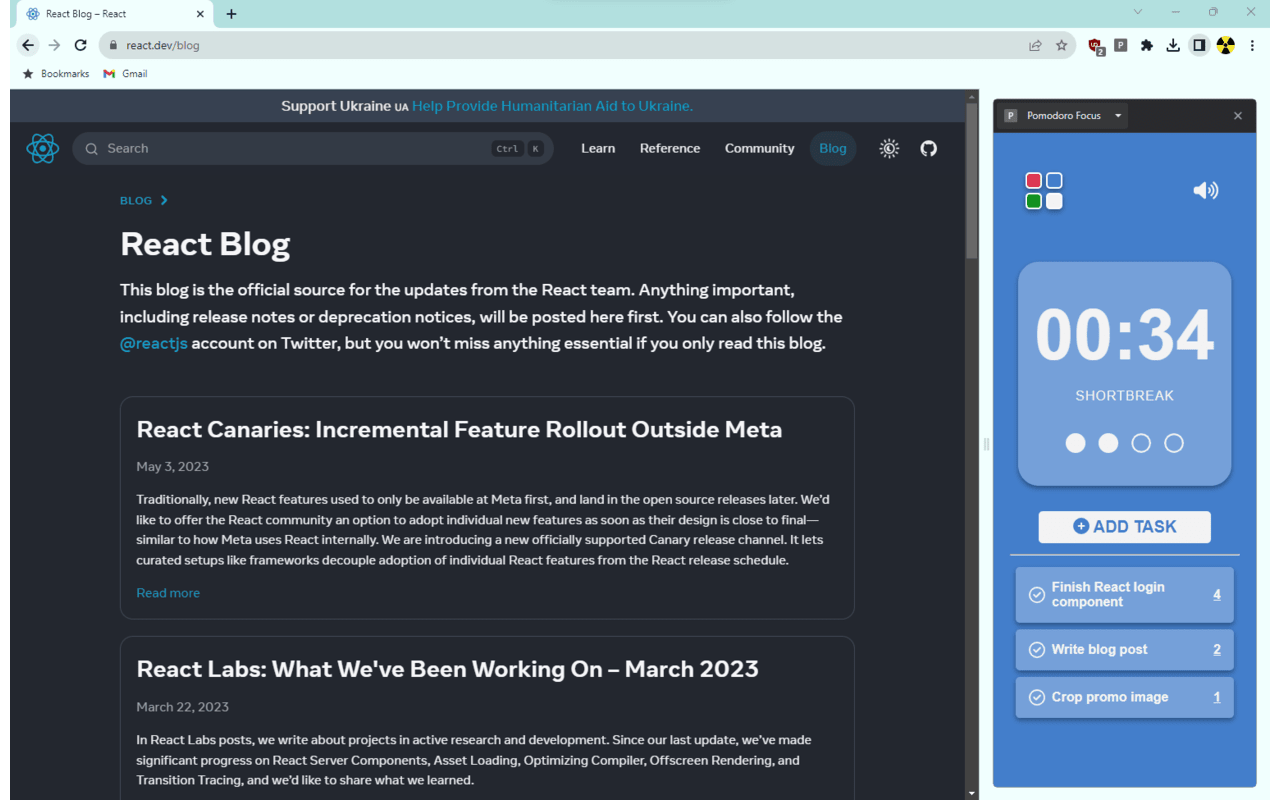 React Blog – React
react.dev/blog
2
P
Bookmarks
Gmail
Support Ukraine UA Help Provide Humanitarian Aid to Ukraine.
Search
Ctrl K
Learn
Reference
Community
Blog
BLOG
React Blog
This blog is the official source for the updates from the React team. Anything important,
including release notes or deprecation notices, will be posted here first. You can also follow the
@reactjs account on Twitter, but you won't miss anything essential if you only read this blog.
React Canaries: Incremental Feature Rollout Outside Meta
May 3, 2023
Traditionally, new React features used to only be available at Meta first, and land in the open source releases later. We'd
like to offer the React community an option to adopt individual new features as soon as their design is close to final—
similar to how Meta uses React internally. We are introducing a new officially supported Canary release channel. It lets
curated setups like frameworks decouple adoption of individual React features from the React release schedule.
Read more
React Labs: What We've Been Working On – March 2023
March 22, 2023
In React Labs posts, we write about projects in active research and development. Since our last update, we've made
significant progress on React Server Components, Asset Loading, Optimizing Compiler, Offscreen Rendering, and
Transition Tracing, and we'd like to share what we learned.
P Pomodoro Focus
00:34
SHORTBREAK
ADD TASK
Finish React login
component
4
Write blog post 2
Crop promo image 1